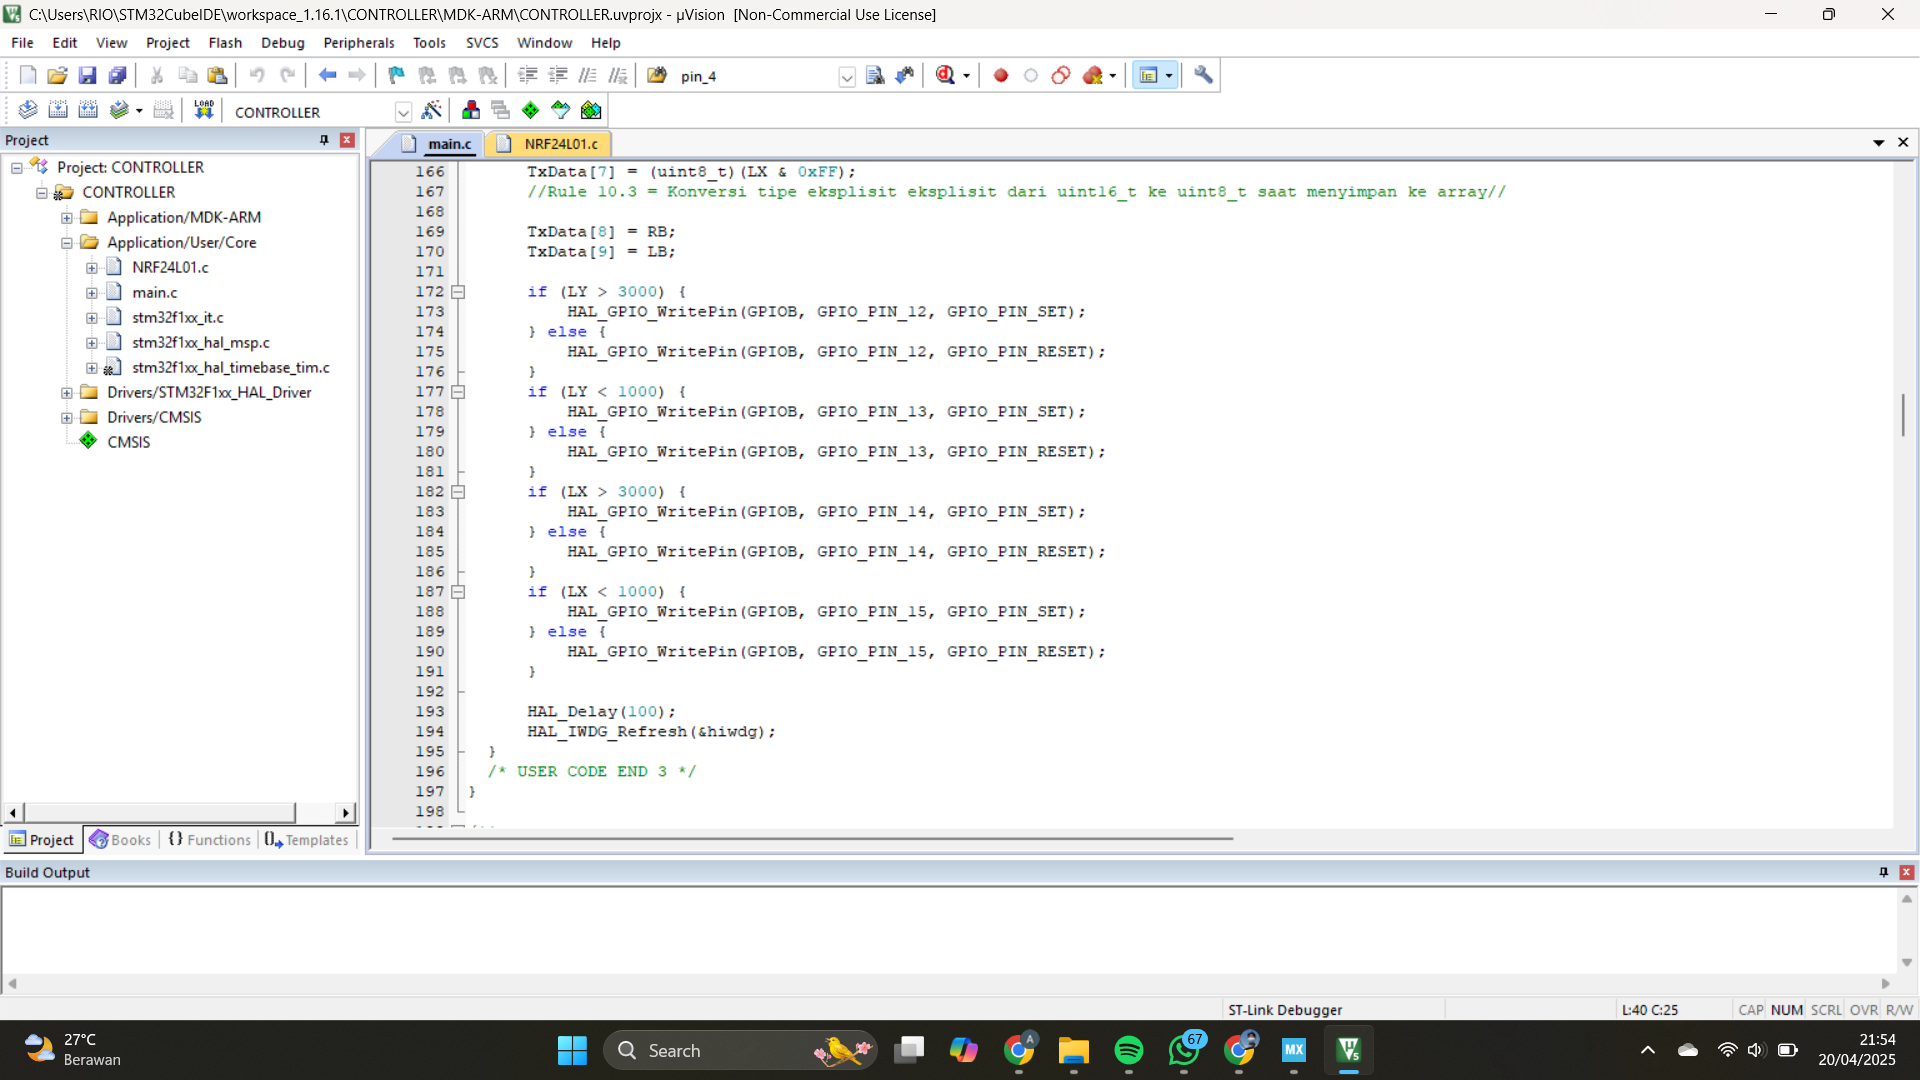 C:\Users\RIO\STM32CubeIDE\workspace_1.16.1\CONTROLLER\MDK-ARM\CONTROLLER.uvprojx - µVision [Non-Commercial Use License]
File Edit View Project Flash Debug Peripherals Tools SVCS Window Help
pin_4
LOAD
CONTROLLER
Project
Project: CONTROLLER
CONTROLLER
Application/MDK-ARM
Application/User/Core
NRF24L01.c
main.c
stm32f1xx_it.c
stm32f1xx_hal_msp.c
stm32f1xx_hal_timebase_tim.c
Drivers/STM32F1xx_HAL_Driver
Drivers/CMSIS
CMSIS
Project Books {} Functions Templates
main.c NRF24L01.c
166 TxData[7] = (uint8_t)(LX & 0xFF);
167 //Rule 10.3 = Konversi tipe eksplisit eksplisit dari uint16_t ke uint8_t saat menyimpan ke array//
168
169 TxData[8] = RB;
170 TxData[9] = LB;
171
172 if (LY > 3000) {
173 HAL_GPIO_WritePin(GPIOB, GPIO_PIN_12, GPIO_PIN_SET);
174 } else {
175 HAL_GPIO_WritePin(GPIOB, GPIO_PIN_12, GPIO_PIN_RESET);
176 }
177 if (LY < 1000) {
178 HAL_GPIO_WritePin(GPIOB, GPIO_PIN_13, GPIO_PIN_SET);
179 } else {
180 HAL_GPIO_WritePin(GPIOB, GPIO_PIN_13, GPIO_PIN_RESET);
181 }
182 if (LX > 3000) {
183 HAL_GPIO_WritePin(GPIOB, GPIO_PIN_14, GPIO_PIN_SET);
184 } else {
185 HAL_GPIO_WritePin(GPIOB, GPIO_PIN_14, GPIO_PIN_RESET);
186 }
187 if (LX < 1000) {
188 HAL_GPIO_WritePin(GPIOB, GPIO_PIN_15, GPIO_PIN_SET);
189 } else {
190 HAL_GPIO_WritePin(GPIOB, GPIO_PIN_15, GPIO_PIN_RESET);
191 }
192
193 HAL_Delay(100);
194 HAL_IWDG_Refresh(&hiwdg);
195 }
196 /* USER CODE END 3 */
197 }
198
Build Output
ST-Link Debugger
L:40 C:25
CAP NUM SCRL OVR R/W
27°C
Berawan
Search
A
67
MX
21:54
20/04/2025